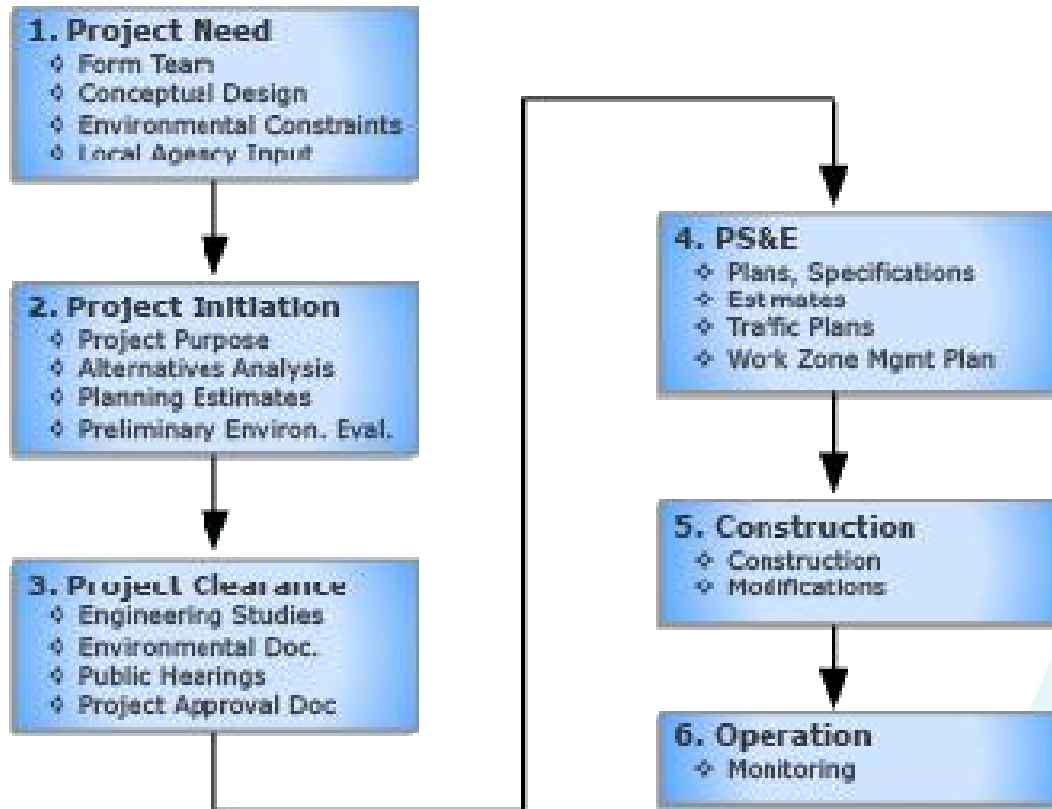 1. Project Need
❖ Form Team
❖ Conceptual Design
❖ Environmental Constraints
❖ Local Agency Input
2. Project Initiation
❖ Project Purpose
❖ Alternatives Analysis
❖ Planning Estimates
❖ Preliminary Environ. Eval.
3. Project Clearance
❖ Engineering Studies
❖ Environmental Doc.
❖ Public Hearings
❖ Project Approval Doc
4. PS&E
❖ Plans, Specifications
❖ Estimates
❖ Traffic Plans
❖ Work Zone Mgmt Plan
5. Construction
❖ Construction
❖ Modifications
6. Operation
❖ Monitoring